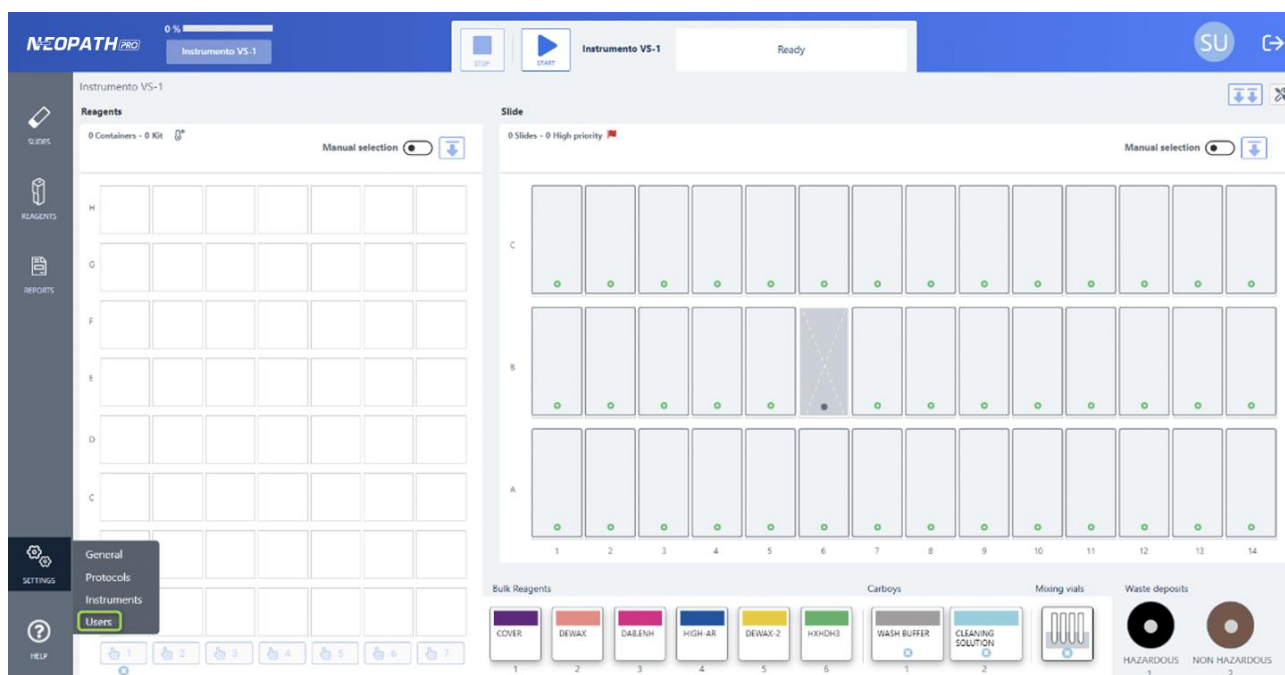 NEOPATH PRO
0 %
Instrumento VS-1
STOP
START
Instrumento VS-1
Ready
SU
SLIDES
REAGENTS
REPORTS
SETTINGS
HELP
General
Protocols
Instruments
Users
Instrumento VS-1
Reagents
0 Containers - 0 Kit
Manual selection
H
G
F
E
D
C
1 2 3 4 5 6 7
Slide
0 Slides - 0 High priority
Manual selection
C
B
A
1 2 3 4 5 6 7 8 9 10 11 12 13 14
Bulk Reagents
COVER DEWAX DAB.ENH HIGH-AR DEWAX-2 HXHDH3
1 2 3 4 5 6
Carboys
WASH BUFFER
CLEANING
SOLUTION
1 2
Mixing vials
Waste deposits
HAZARDOUS NON HAZARDOUS
1 2